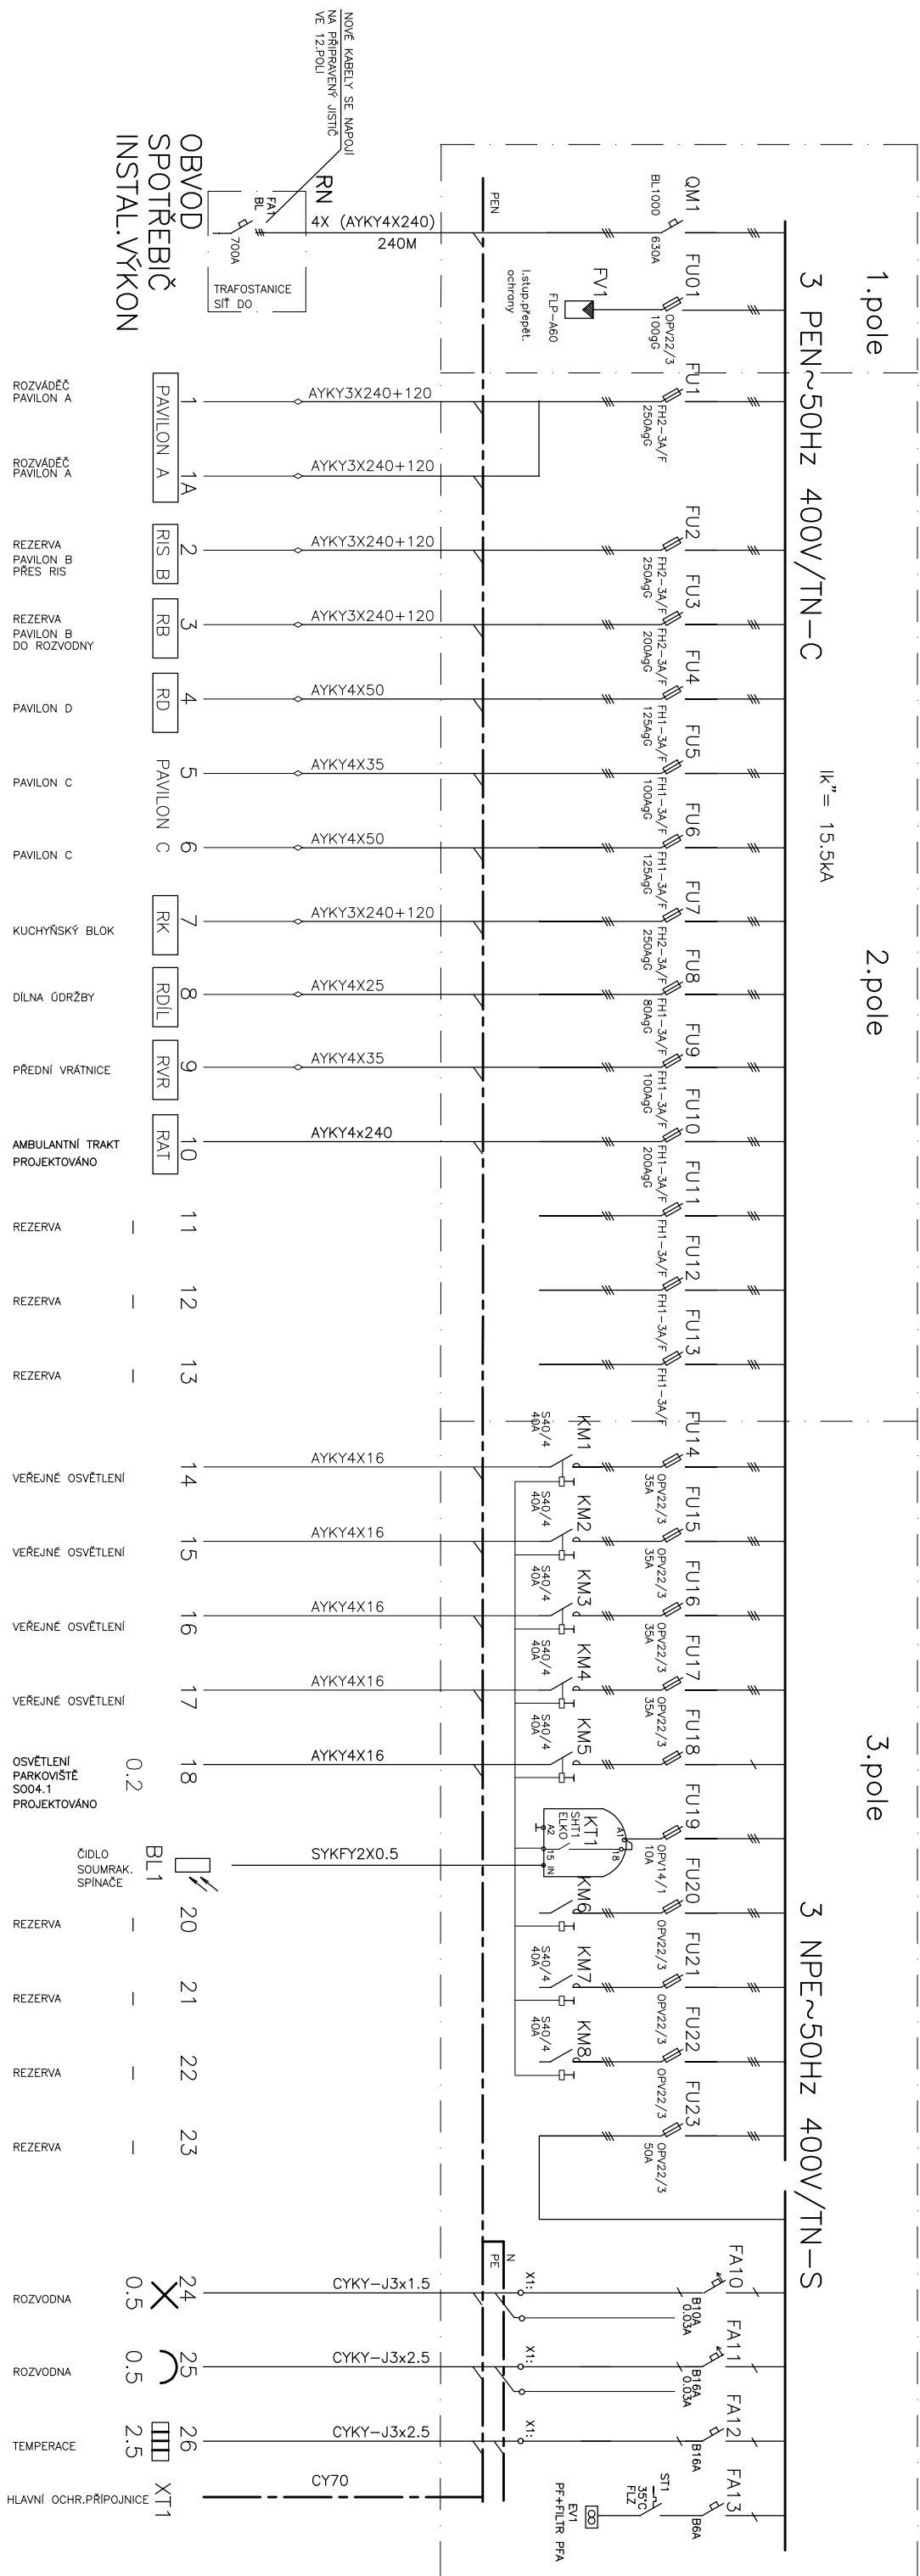 1.pole
2.pole
3.pole
3 PEN~50Hz 400V/TN-C
Ik"= 15.5kA
3 NPE~50Hz 400V/TN-S
QM1
BL1000
630A
FU01
OPV22/3
100gG
FV1
FLP-A60
I.stup.přepět.
ochrany
PEN
4X (AYKY4X240)
240M
RN
FA1
BL
700A
TRAFOSTANICE
SÍŤ DO
NOVÉ KABELY SE NAPOJÍ
NA PŘIPRAVENÝ JISTIČ
VE 12.POLI
OBVOD
SPOTŘEBIČ
INSTAL.VÝKON
FU1
FH2-3A/F
250AgG
AYKY3X240+120
1
PAVILON A
ROZVÁDĚČ
PAVILON A
AYKY3X240+120
1A
ROZVÁDĚČ
PAVILON A
FU2
FH2-3A/F
250AgG
AYKY3X240+120
2
RIS B
REZERVA
PAVILON B
PŘES RIS
FU3
FH2-3A/F
200AgG
AYKY3X240+120
3
RB
REZERVA
PAVILON B
DO ROZVODNY
FU4
FH1-3A/F
125AgG
AYKY4X50
4
RD
PAVILON D
FU5
FH1-3A/F
100AgG
AYKY4X35
5
PAVILON C
PAVILON C
FU6
FH1-3A/F
125AgG
AYKY4X50
6
PAVILON C
FU7
FH2-3A/F
250AgG
AYKY3X240+120
7
RK
KUCHYŇSKÝ BLOK
FU8
FH1-3A/F
80AgG
AYKY4X25
8
RDÍL
DÍLNA ÚDRŽBY
FU9
FH1-3A/F
100AgG
AYKY4X35
9
RVR
PŘEDNÍ VRÁTNICE
FU10
FH1-3A/F
200AgG
AYKY4x240
10
RAT
AMBULANTNÍ TRAKT
PROJEKTOVÁNO
FU11
FH1-3A/F
11
–
REZERVA
FU12
FH1-3A/F
12
–
REZERVA
FU13
FH1-3A/F
13
–
REZERVA
FU14
OPV22/3
35A
KM1
S40/4
40A
AYKY4X16
14
VEŘEJNÉ OSVĚTLENÍ
FU15
OPV22/3
35A
KM2
S40/4
40A
AYKY4X16
15
VEŘEJNÉ OSVĚTLENÍ
FU16
OPV22/3
35A
KM3
S40/4
40A
AYKY4X16
16
VEŘEJNÉ OSVĚTLENÍ
FU17
OPV22/3
35A
KM4
S40/4
40A
AYKY4X16
17
VEŘEJNÉ OSVĚTLENÍ
FU18
KM5
S40/4
40A
AYKY4X16
18
0.2
OSVĚTLENÍ
PARKOVIŠTĚ
SO04.1
PROJEKTOVÁNO
FU19
OPV14/1
10A
KT1
SHT1
ELKO
A1
18
A2
15
IN
SYKFY2X0.5
BL1
ČIDLO
SOUMRAK.
SPÍNAČE
FU20
OPV22/3
KM6
S40/4
40A
20
–
REZERVA
FU21
OPV22/3
KM7
S40/4
40A
21
–
REZERVA
FU22
OPV22/3
KM8
S40/4
40A
22
–
REZERVA
FU23
OPV22/3
50A
23
–
REZERVA
N
PE
FA10
B10A
0.03A
X1:
CYKY-J3x1.5
24
0.5
ROZVODNA
FA11
B16A
0.03A
X1:
CYKY-J3x2.5
25
0.5
ROZVODNA
FA12
B16A
X1:
CYKY-J3x2.5
26
2.5
TEMPERACE
FA13
B6A
ST1
35°C
FLZ
EV1
PF+FILTR PFA
CY70
XT1
HLAVNÍ OCHR.PŘÍPOJNICE